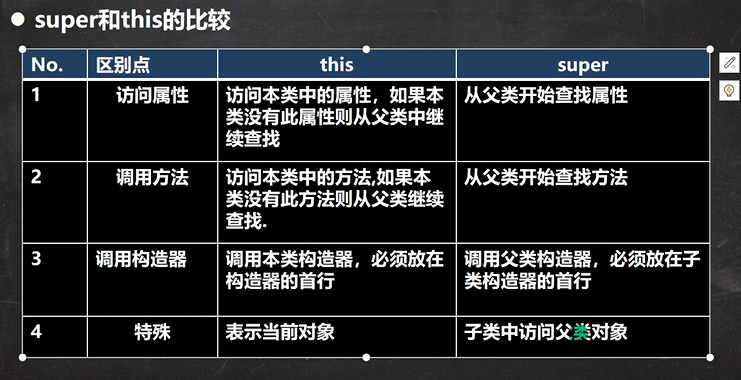 ● super和this的比较
No. 区别点 this super
1 访问属性 访问本类中的属性，如果本 从父类开始查找属性
类没有此属性则从父类中继
续查找
2 调用方法 访问本类中的方法,如果本 从父类开始查找方法
类没有此方法则从父类继续
查找.
3 调用构造器 调用本类构造器，必须放在 调用父类构造器，必须放在子
构造器的首行 类构造器的首行
4 特殊 表示当前对象 子类中访问父类对象